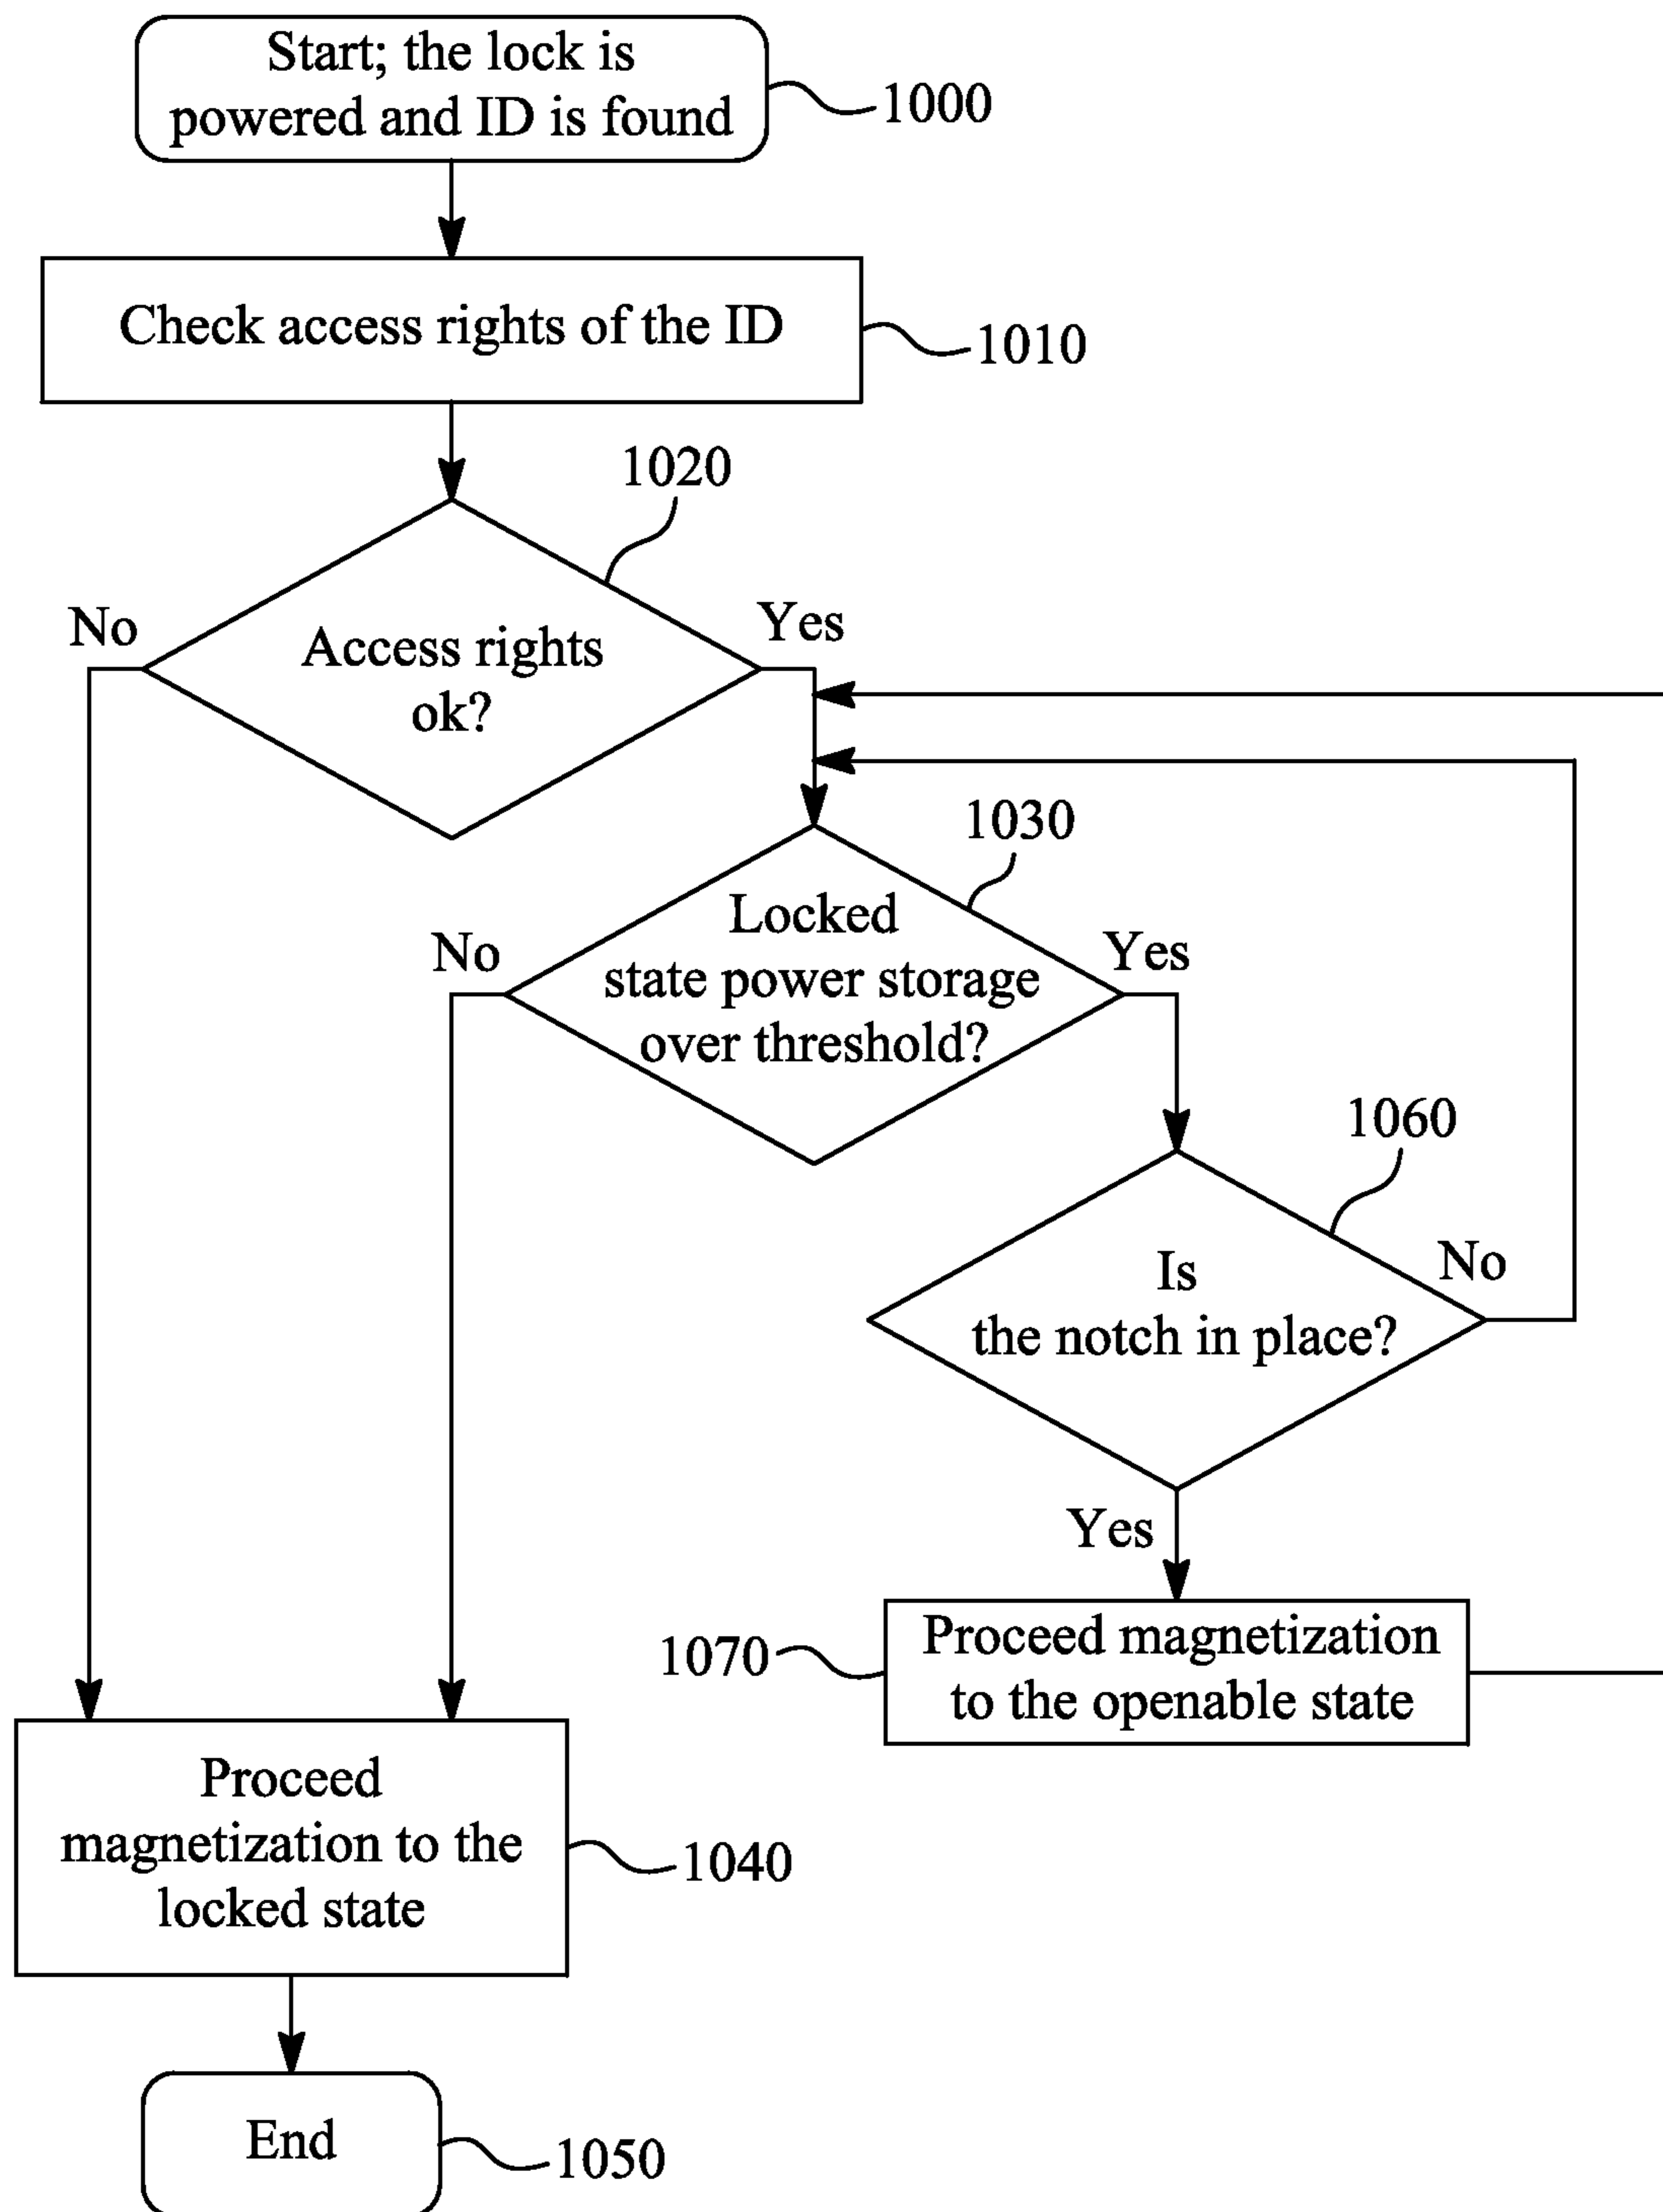 Start; the lock is
powered and ID is found
1000
Check access rights of the ID
1010
1020
No
Yes
Access rights
ok?
1030
No
Yes
Locked
state power storage
over threshold?
1060
Is
the notch in place?
No
Yes
1070
Proceed magnetization
to the openable state
Proceed
magnetization to the
locked state
1040
End
1050